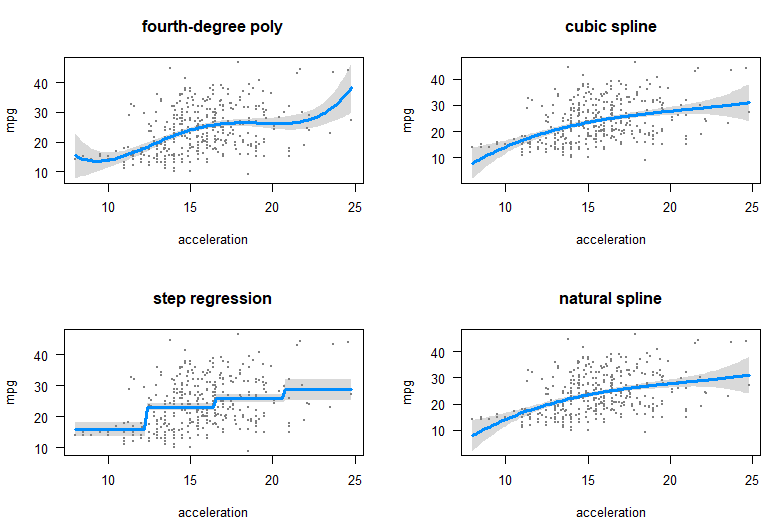 fourth-degree poly
mpg
40
30
20
10
10 15 20 25
acceleration
cubic spline
mpg
40
30
20
10
10 15 20 25
acceleration
step regression
mpg
40
30
20
10
10 15 20 25
acceleration
natural spline
mpg
40
30
20
10
10 15 20 25
acceleration